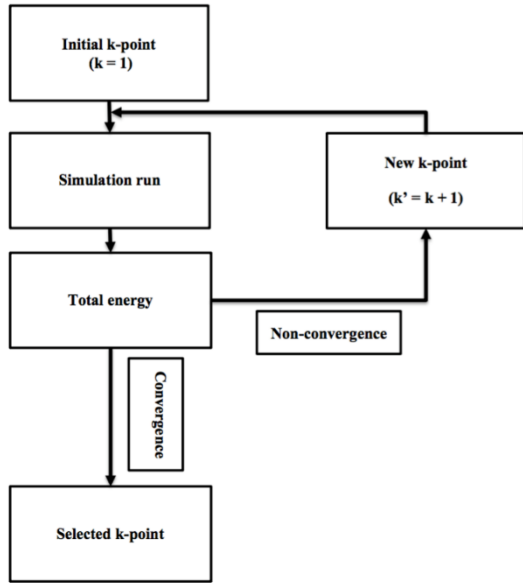 Initial k-point
(k = 1)
Simulation run
New k-point
(k’ = k + 1)
Total energy
Non-convergence
Convergence
Selected k-point